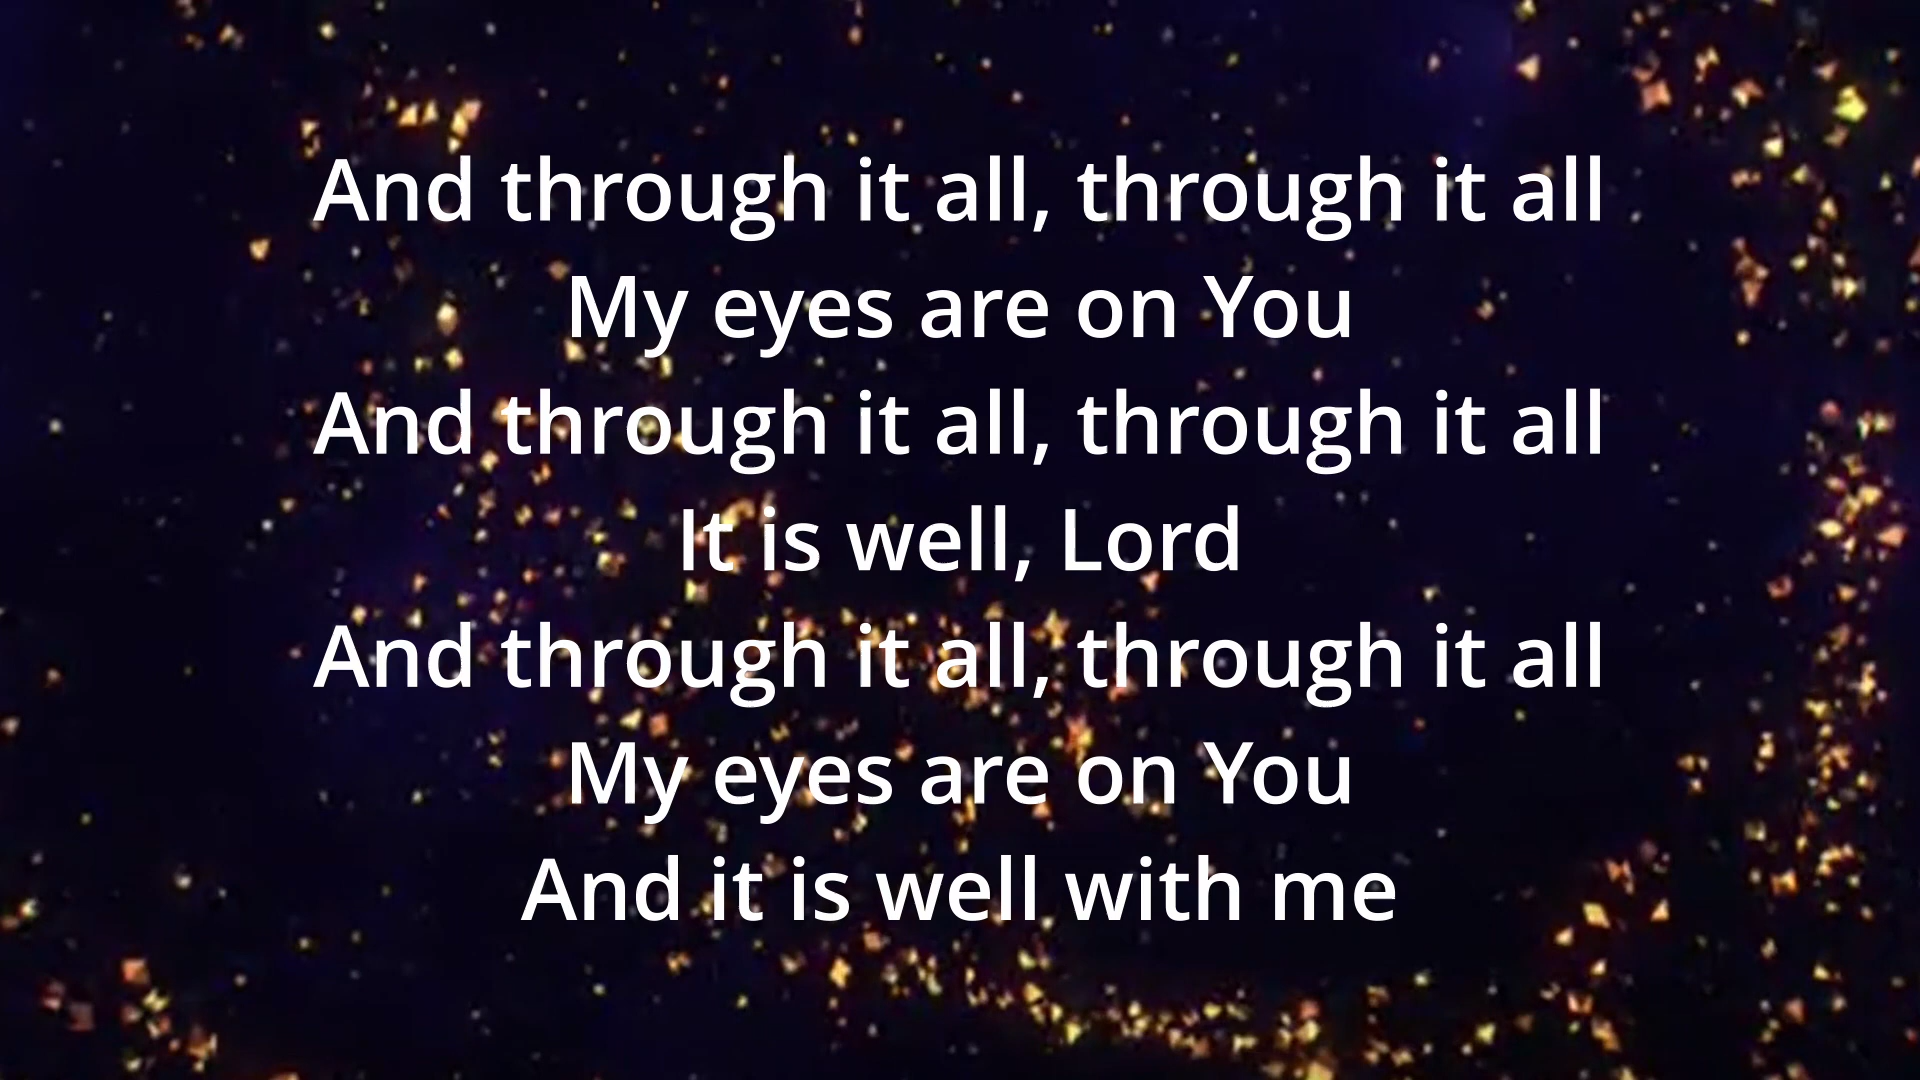 And through it all, through it all
My eyes are on You
And through it all, through it all
It is well, Lord
And through it all, through it all
My eyes are on You
And it is well with me